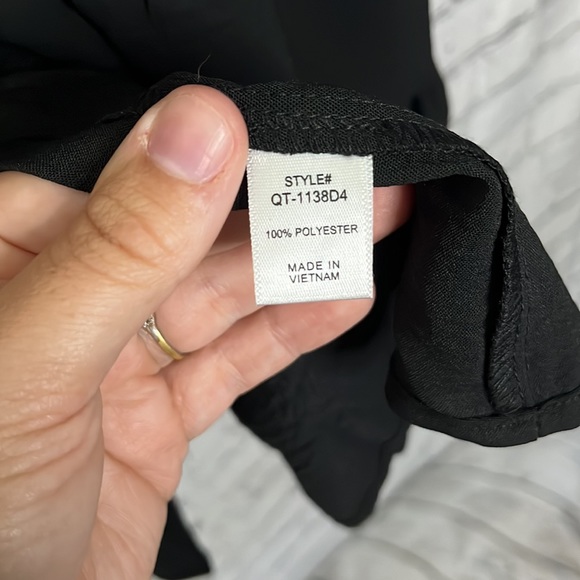 STYLE#
QT-1138D4
100% POLYESTER
MADE IN
VIETNAM